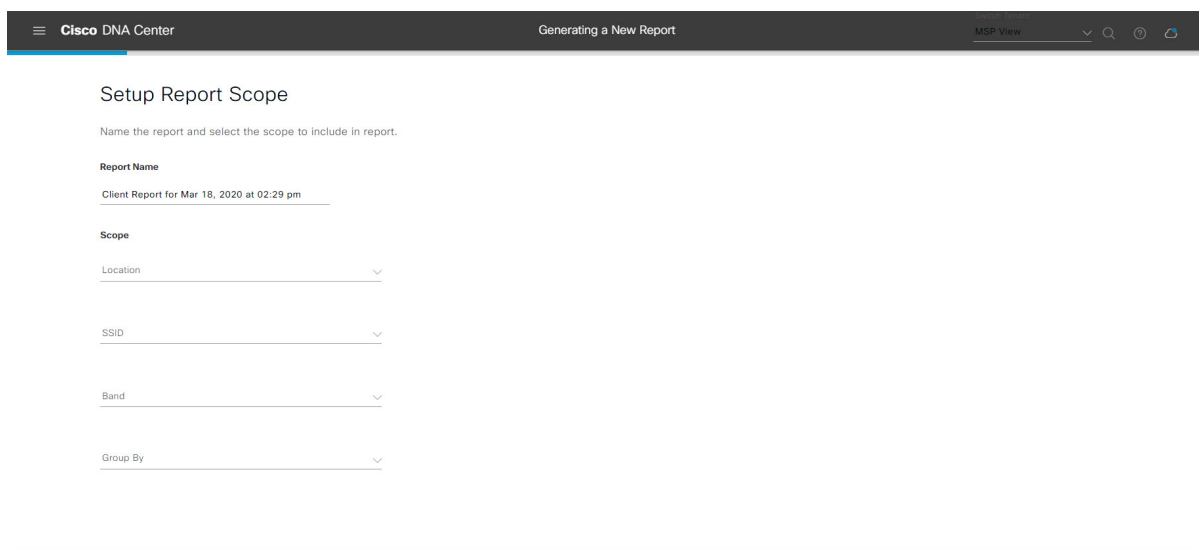 Cisco DNA Center
Generating a New Report
Switch Tenant
MSP View
Setup Report Scope
Name the report and select the scope to include in report.
Report Name
Client Report for Mar 18, 2020 at 02:29 pm
Scope
Location
SSID
Band
Group By